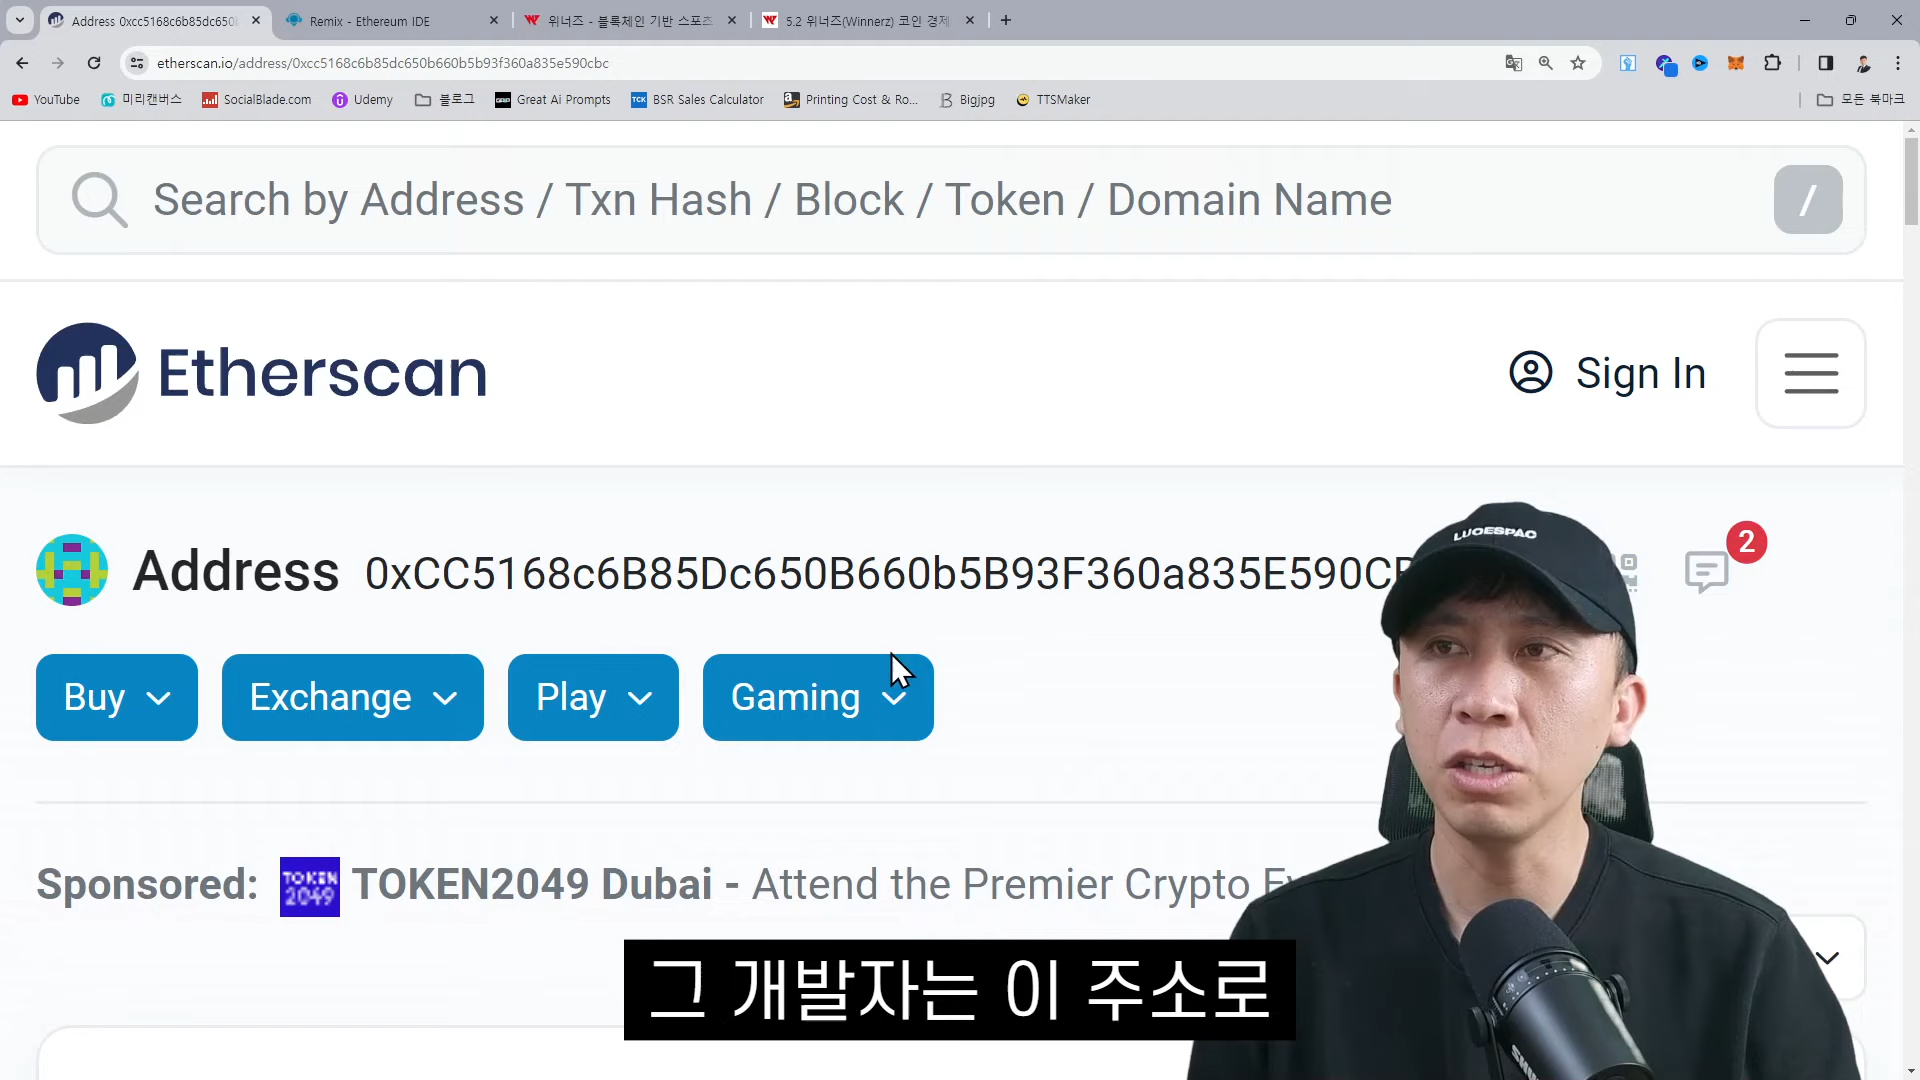 Address 0xcc5168c6b85dc650
Remix - Ethereum IDE
위너즈 - 블록체인 기반 스포츠
5.2 위너즈(Winnerz) 코인 경제
etherscan.io/address/0xcc5168c6b85dc650b660b5b93f360a835e590cbc
YouTube
미리캔버스
SocialBlade.com
Udemy
블로그
Great Ai Prompts
BSR Sales Calculator
Printing Cost & Ro...
Bigjpg
TTSMaker
모든 북마크
Search by Address / Txn Hash / Block / Token / Domain Name
/
Etherscan
Sign In
Address 0xCC5168c6B85Dc650B660b5B93F360a835E590C
2
LUCESPAC
Buy
Exchange
Play
Gaming
Sponsored:
TOKEN 2049
TOKEN2049 Dubai - Attend the Premier Crypto
그 개발자는 이 주소로